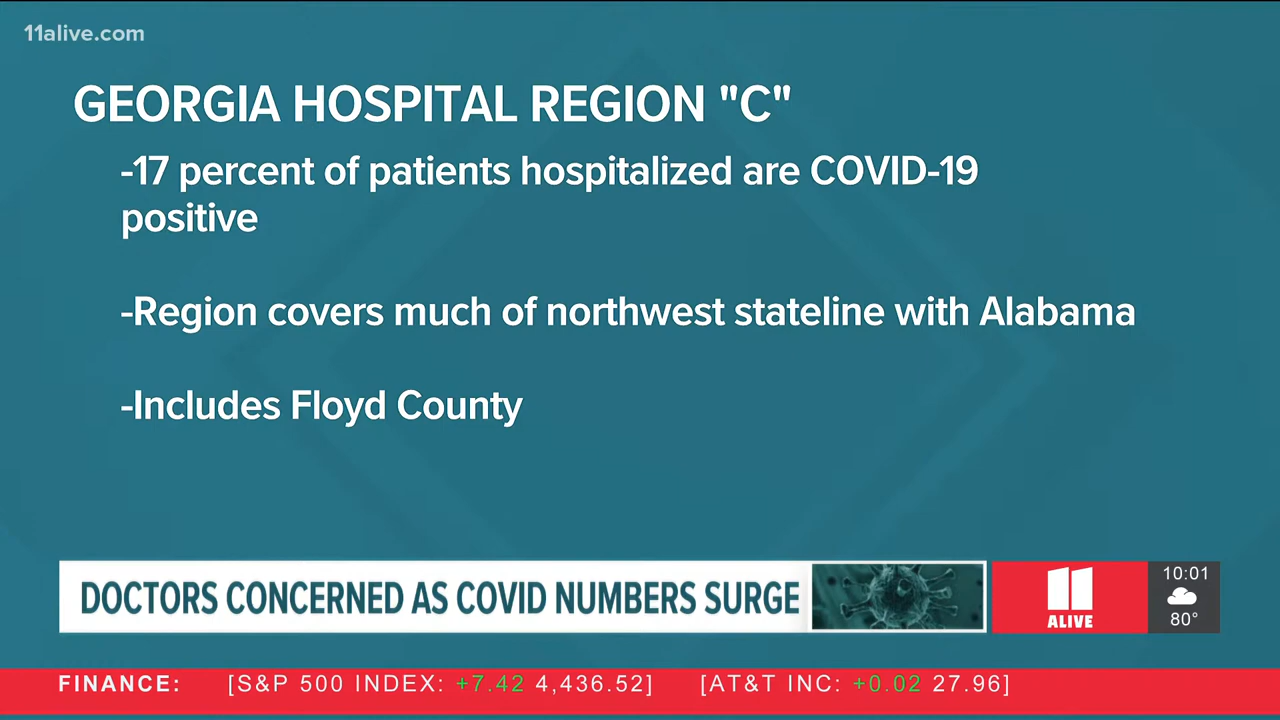 11alive.com
GEORGIA HOSPITAL REGION "C"
-17 percent of patients hospitalized are COVID-19
positive
-Region covers much of northwest stateline with Alabama
-Includes Floyd County
DOCTORS CONCERNED AS COVID NUMBERS SURGE
11
ALIVE
10:01
80°
FINANCE: [S&P 500 INDEX: +7.42 4,436.52] [AT&T INC: +0.02 27.96]